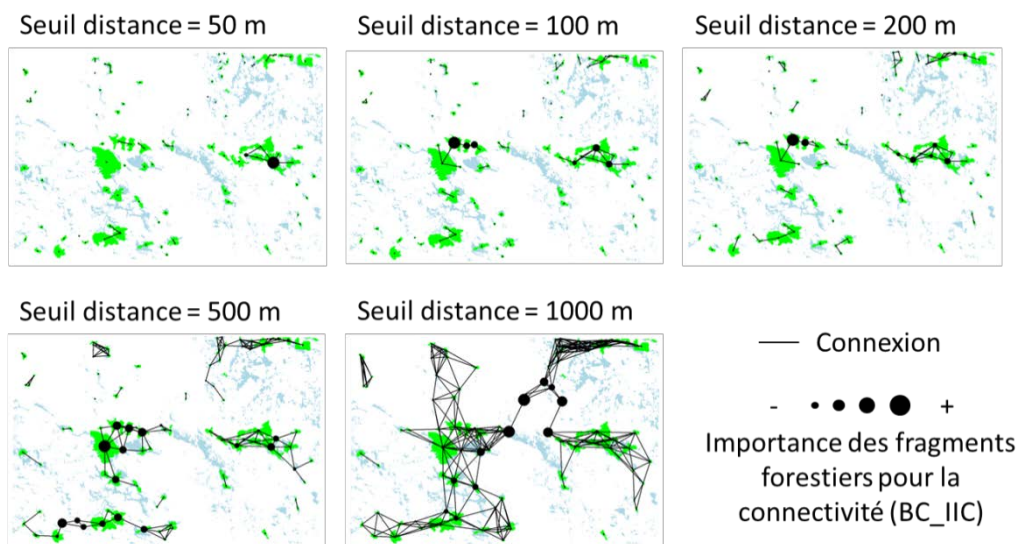 Seuil distance = 50 m
Seuil distance = 100 m
Seuil distance = 200 m
Seuil distance = 500 m
Seuil distance = 1000 m
Connexion
- +
Importance des fragments
forestiers pour la
connectivité (BC_IIC)